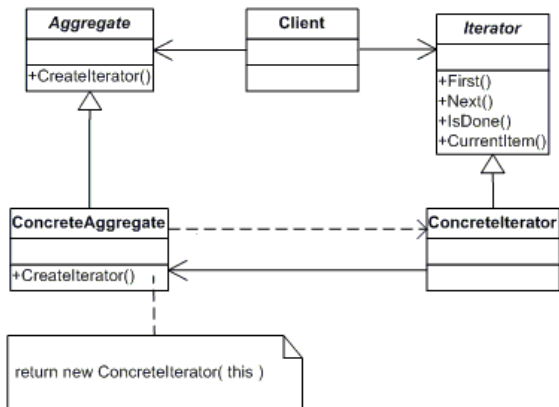 Aggregate
+CreateIterator()
Client
Iterator
+First()
+Next()
+IsDone()
+CurrentItem()
ConcreteAggregate
+CreateIterator()
ConcreteIterator
return new ConcreteIterator( this )